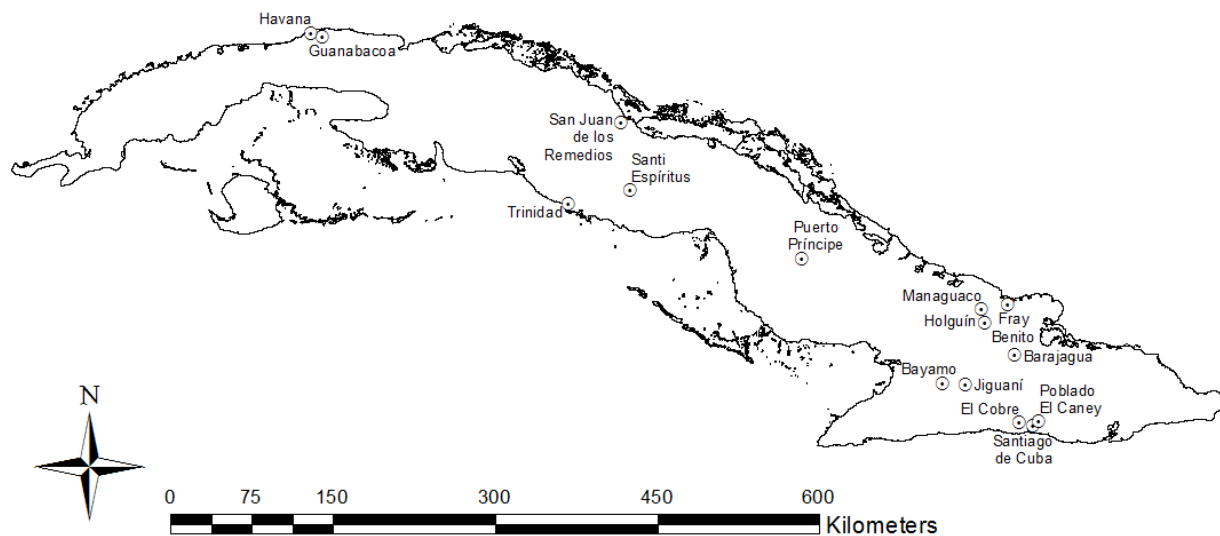 Havana
Guanabacoa
San Juan
de los
Remedios
Santi
Espíritus
Trinidad
Puerto
Príncipe
Managuaco
Holguín
Fray
Benito
Barajagua
Bayamo
Jiguaní
El Cobre
Poblado
El Caney
Santiago
de Cuba
N
0 75 150 300 450 600
Kilometers